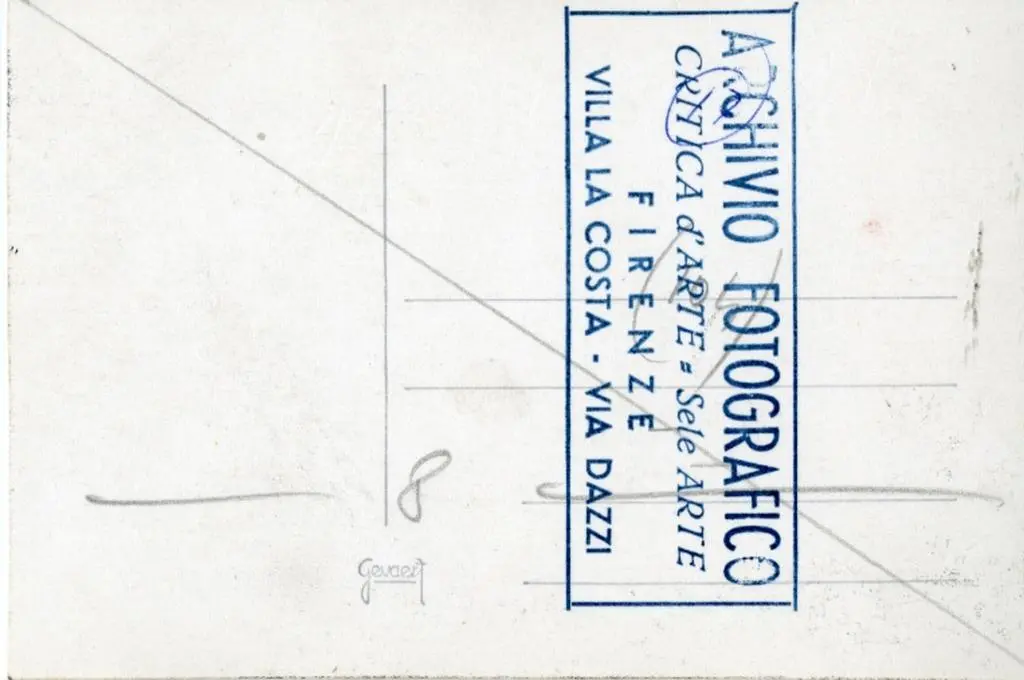 ARCHIVIO FOTOGRAFICO
CRITICA d'ARTE = Sele ARTE
FIRENZE
VILLA LA COSTA - VIA DAZZI
8
Gevaert